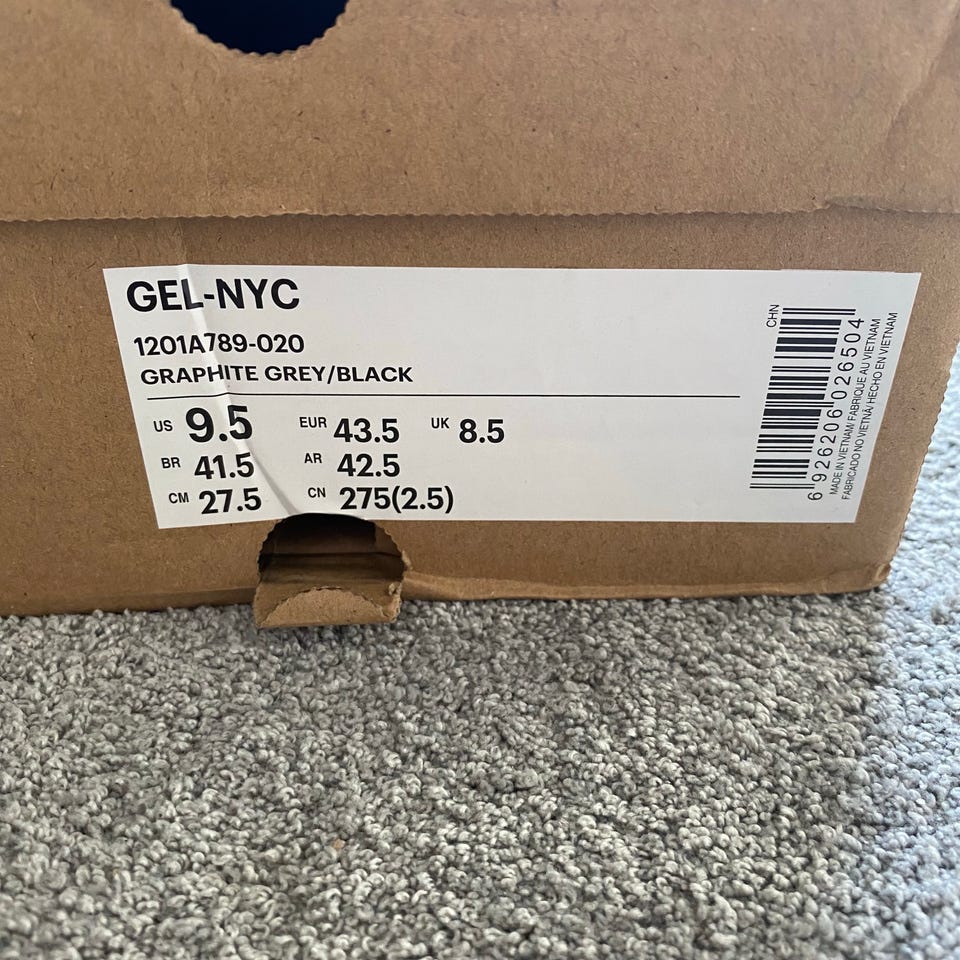 GEL-NYC
1201A789-020
GRAPHITE GREY/BLACK
US 9.5 EUR 43.5 UK 8.5
BR 41.5 AR 42.5
CM 27.5 CN 275(2.5)
CHN
6 926206 026504
MADE IN VIETNAM/ FABRIQUE AU VIETNAM
FABRICADO NO VIETNÃ/ HECHO EN VIETNAM